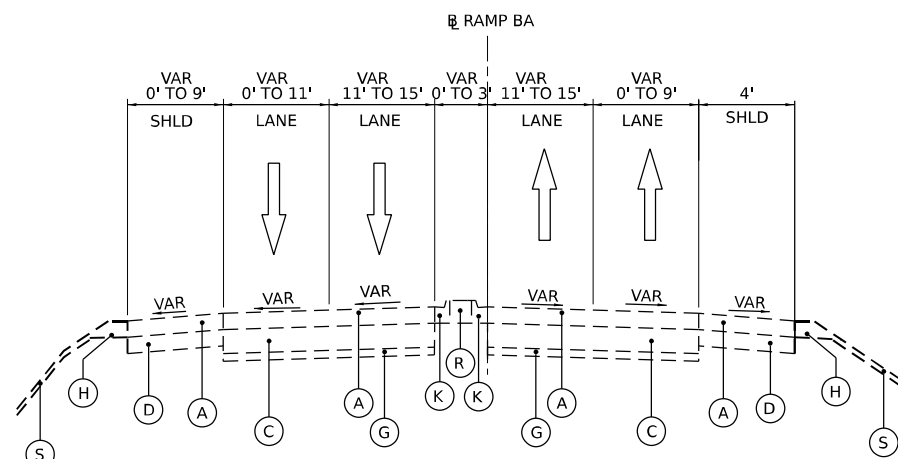 BL RAMP BA
VAR VAR VAR VAR VAR VAR
0' TO 9' 0' TO 11' 11' TO 15' 0' TO 3' 11' TO 15' 0' TO 9' 4'
SHLD LANE LANE LANE LANE SHLD
VAR VAR VAR VAR VAR VAR
H D A C A G K R K G A C A D H
S S